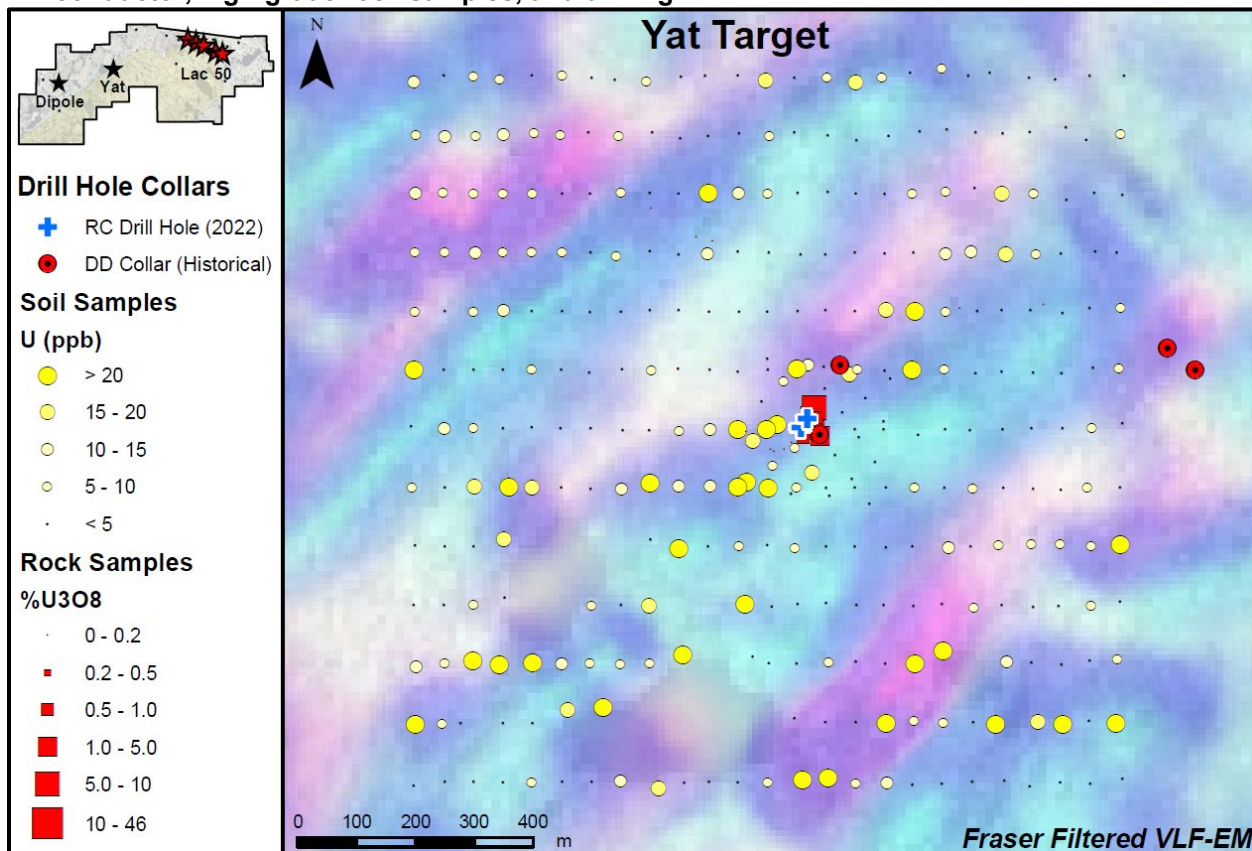 Yat Target
N
Dipole
Yat
Lac 50
Drill Hole Collars
RC Drill Hole (2022)
DD Collar (Historical)
Soil Samples
U (ppb)
> 20
15 - 20
10 - 15
5 - 10
< 5
Rock Samples
%U3O8
0 - 0.2
0.2 - 0.5
0.5 - 1.0
1.0 - 5.0
5.0 - 10
10 - 46
0 100 200 300 400
m
Fraser Filtered VLF-EM